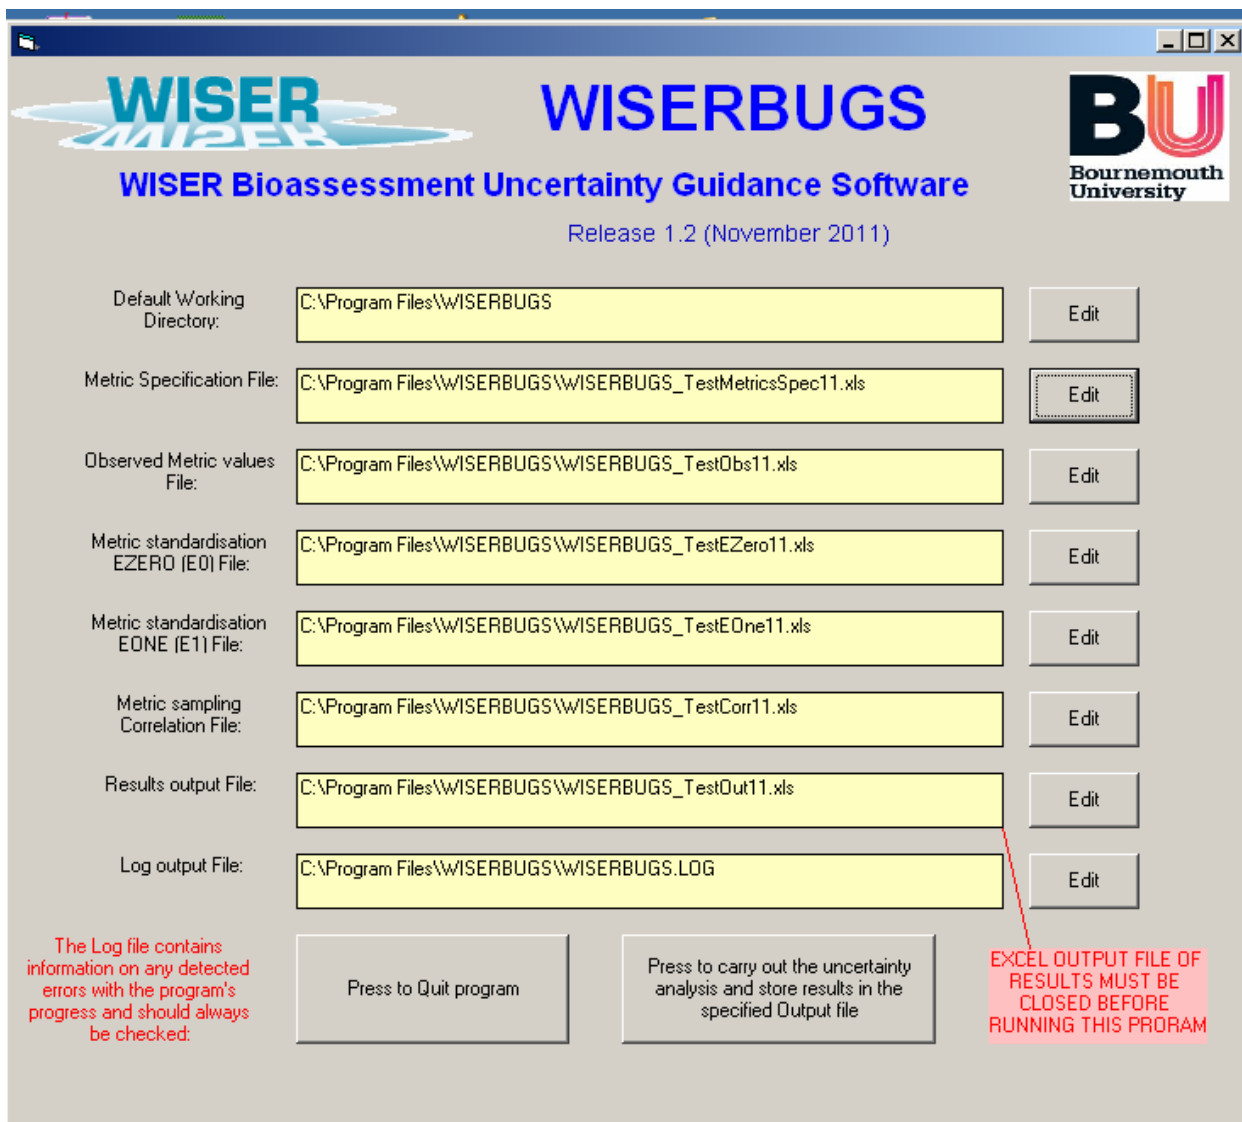 WISER
WISERBUGS
BU
Bournemouth
University
WISER Bioassessment Uncertainty Guidance Software
Release 1.2 (November 2011)
Default Working
Directory:
C:\Program Files\WISERBUGS
Edit
Metric Specification File:
C:\Program Files\WISERBUGS\WISERBUGS_TestMetricsSpec11.xls
Edit
Observed Metric values
File:
C:\Program Files\WISERBUGS\WISERBUGS_TestObs11.xls
Edit
Metric standardisation
EZERO (E0) File:
C:\Program Files\WISERBUGS\WISERBUGS_TestEZero11.xls
Edit
Metric standardisation
EONE (E1) File:
C:\Program Files\WISERBUGS\WISERBUGS_TestEOne11.xls
Edit
Metric sampling
Correlation File:
C:\Program Files\WISERBUGS\WISERBUGS_TestCorr11.xls
Edit
Results output File:
C:\Program Files\WISERBUGS\WISERBUGS_TestOut11.xls
Edit
Log output File:
C:\Program Files\WISERBUGS\WISERBUGS.LOG
Edit
The Log file contains
information on any detected
errors with the program's
progress and should always
be checked:
Press to Quit program
Press to carry out the uncertainty
analysis and store results in the
specified Output file
EXCEL OUTPUT FILE OF
RESULTS MUST BE
CLOSED BEFORE
RUNNING THIS PRORAM